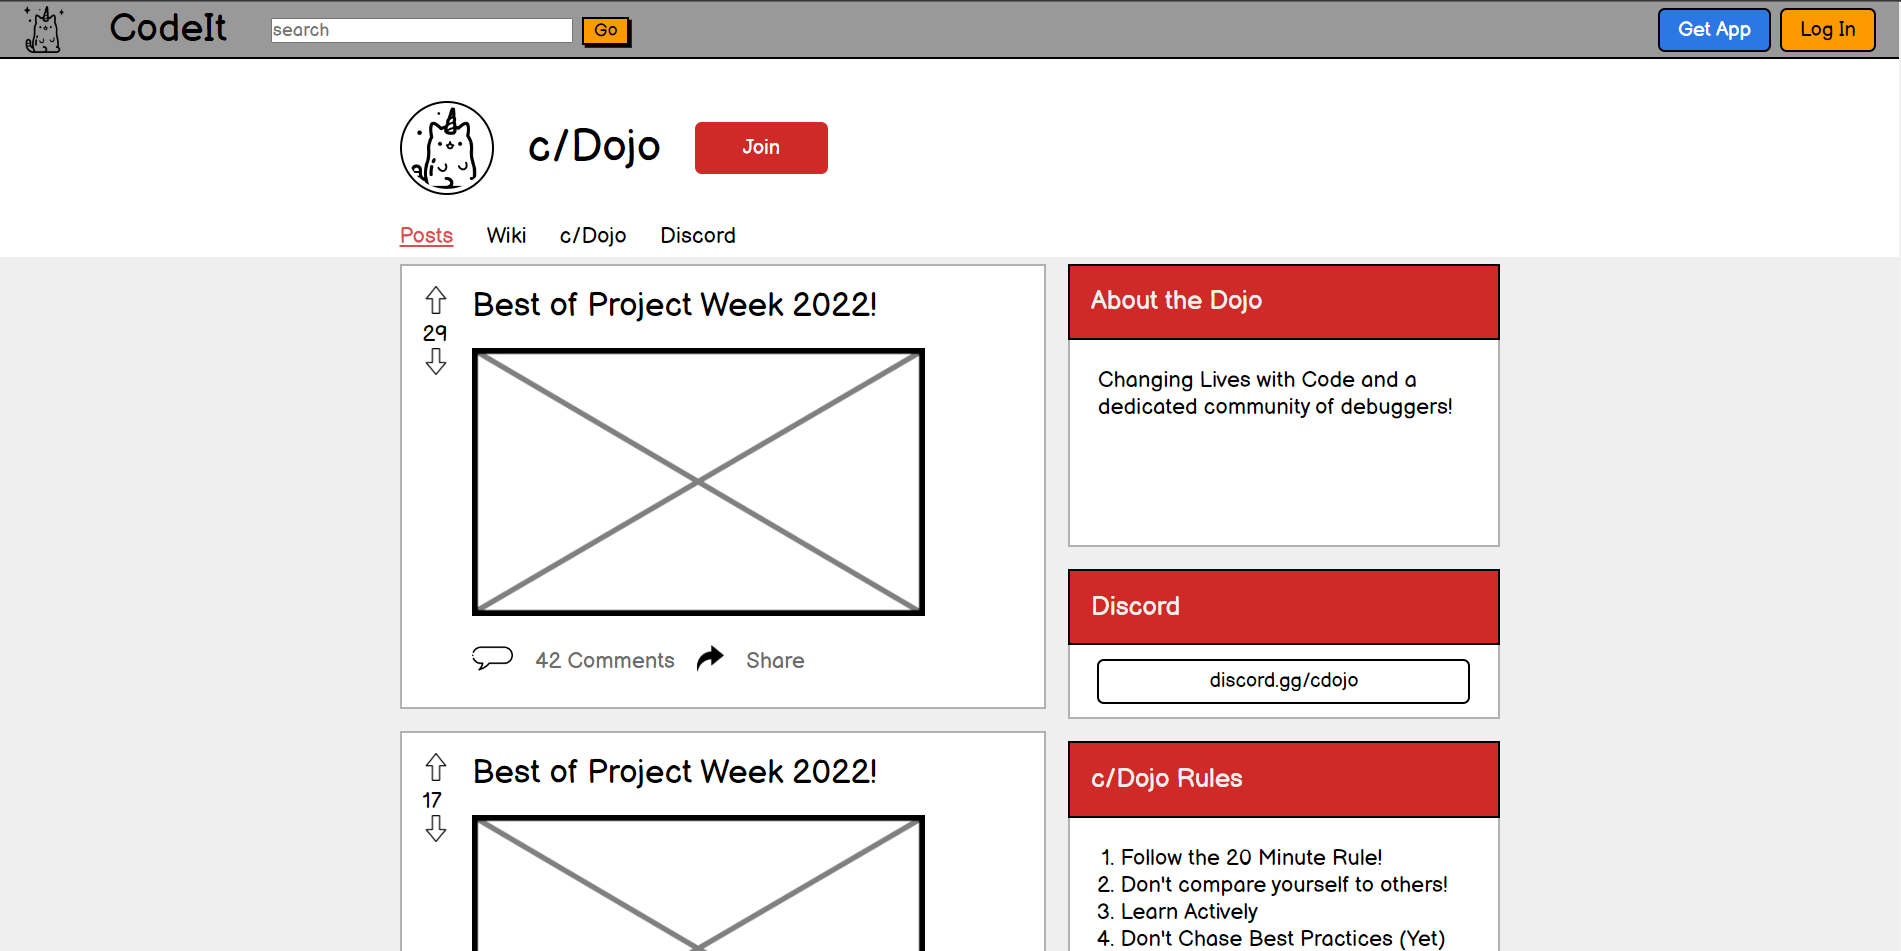 CodeIt
search
Go
Get App
Log In
c/Dojo
Join
Posts
Wiki
c/Dojo
Discord
Best of Project Week 2022!
29
42 Comments
Share
Best of Project Week 2022!
17
About the Dojo
Changing Lives with Code and a
dedicated community of debuggers!
Discord
discord.gg/cdojo
c/Dojo Rules
1. Follow the 20 Minute Rule!
2. Don't compare yourself to others!
3. Learn Actively
4. Don't Chase Best Practices (Yet)